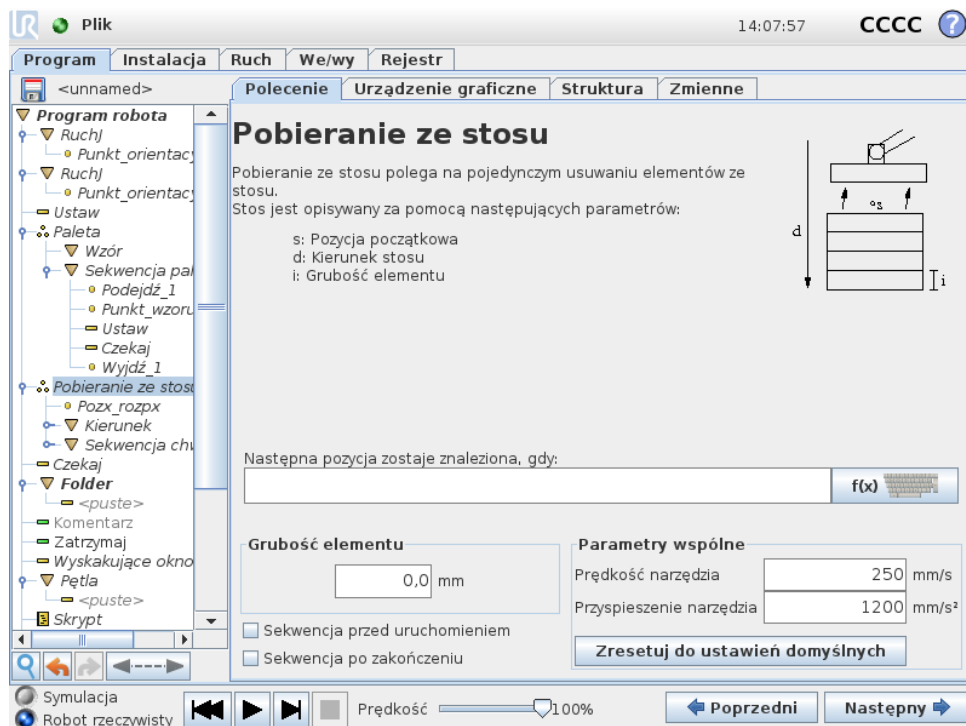 UR Plik 14:07:57 CCCC ?
Program Instalacja Ruch We/wy Rejestr
<unnamed>
Program robota
RuchJ
Punkt_orientacy
RuchJ
Punkt_orientacy
Ustaw
Paleta
Wzór
Sekwencja pal
Podejdź_1
Punkt_wzoru
Ustaw
Czekaj
Wyjdź_1
Pobieranie ze stosu
Pozx_rozpx
Kierunek
Sekwencja chw
Czekaj
Folder
<puste>
Komentarz
Zatrzymaj
Wyskakujące okno
Pętla
<puste>
Skrypt
Polecenie Urządzenie graficzne Struktura Zmienne
Pobieranie ze stosu
Pobieranie ze stosu polega na pojedynczym usuwaniu elementów ze
stosu.
Stos jest opisywany za pomocą następujących parametrów:
s: Pozycja początkowa
d: Kierunek stosu
i: Grubość elementu
s
d
i
Następna pozycja zostaje znaleziona, gdy:
f(x)
Grubość elementu
0,0 mm
Sekwencja przed uruchomieniem
Sekwencja po zakończeniu
Parametry wspólne
Prędkość narzędzia 250 mm/s
Przyspieszenie narzędzia 1200 mm/s²
Zresetuj do ustawień domyślnych
Symulacja
Robot rzeczywisty
Prędkość 100%
Poprzedni Następny